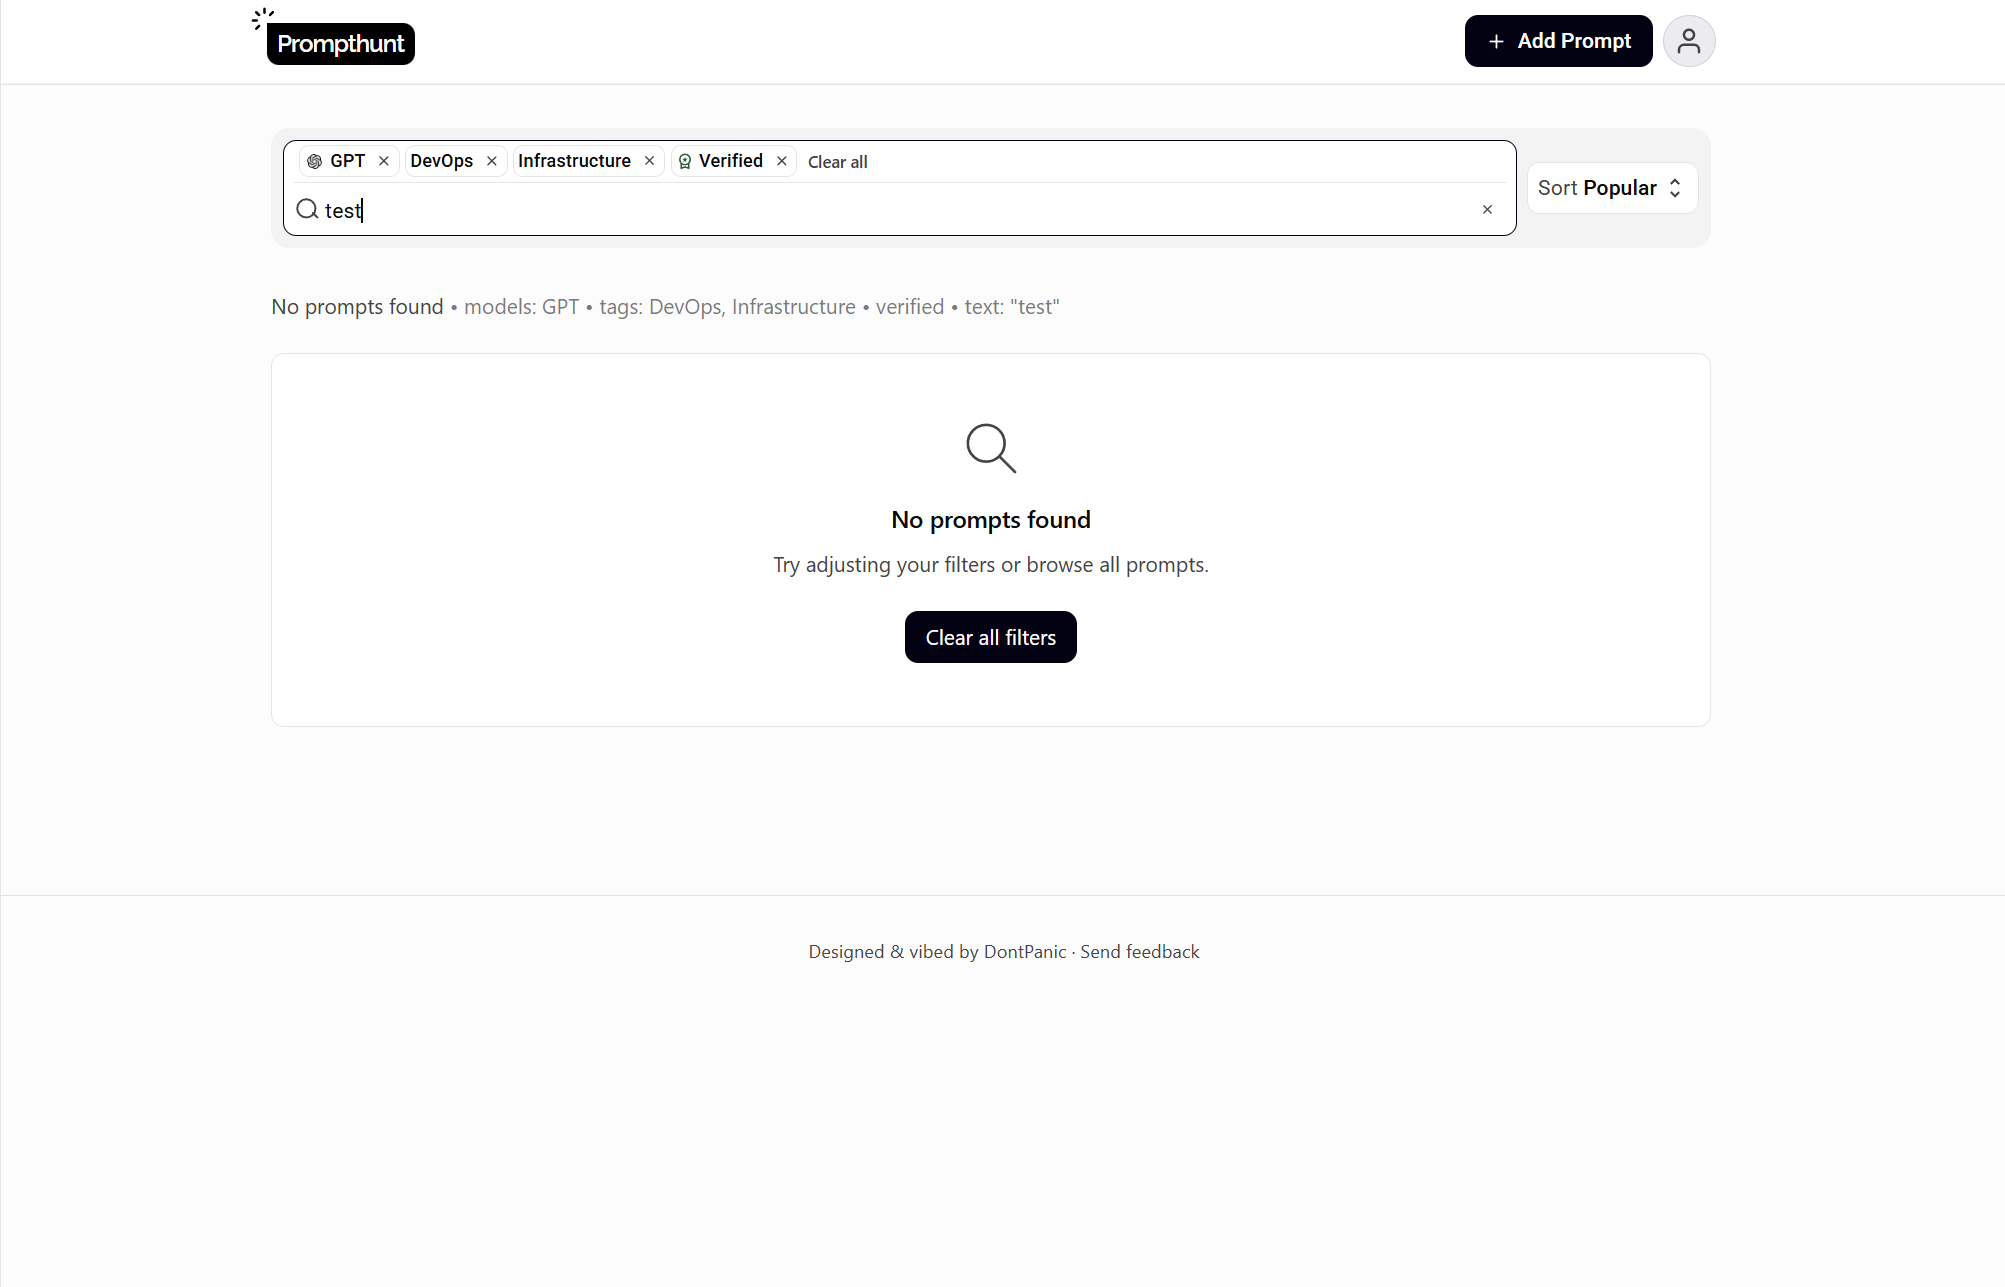 Prompthunt
+ Add Prompt
GPT × DevOps × Infrastructure × Verified × Clear all
test ×
Sort Popular
No prompts found • models: GPT • tags: DevOps, Infrastructure • verified • text: "test"
No prompts found
Try adjusting your filters or browse all prompts.
Clear all filters
Designed & vibed by DontPanic · Send feedback